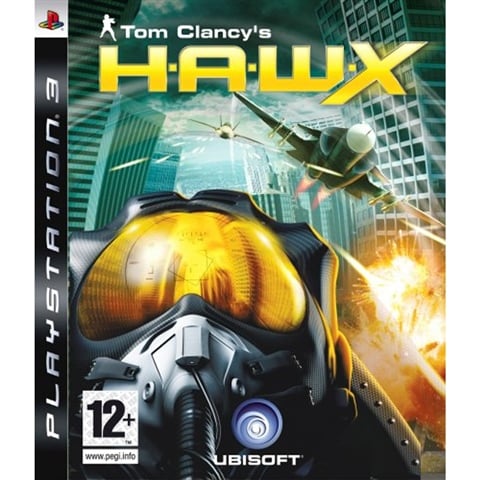 PLAYSTATION 3
Tom Clancy's
H·A·W·X
12+
www.pegi.info
UBISOFT